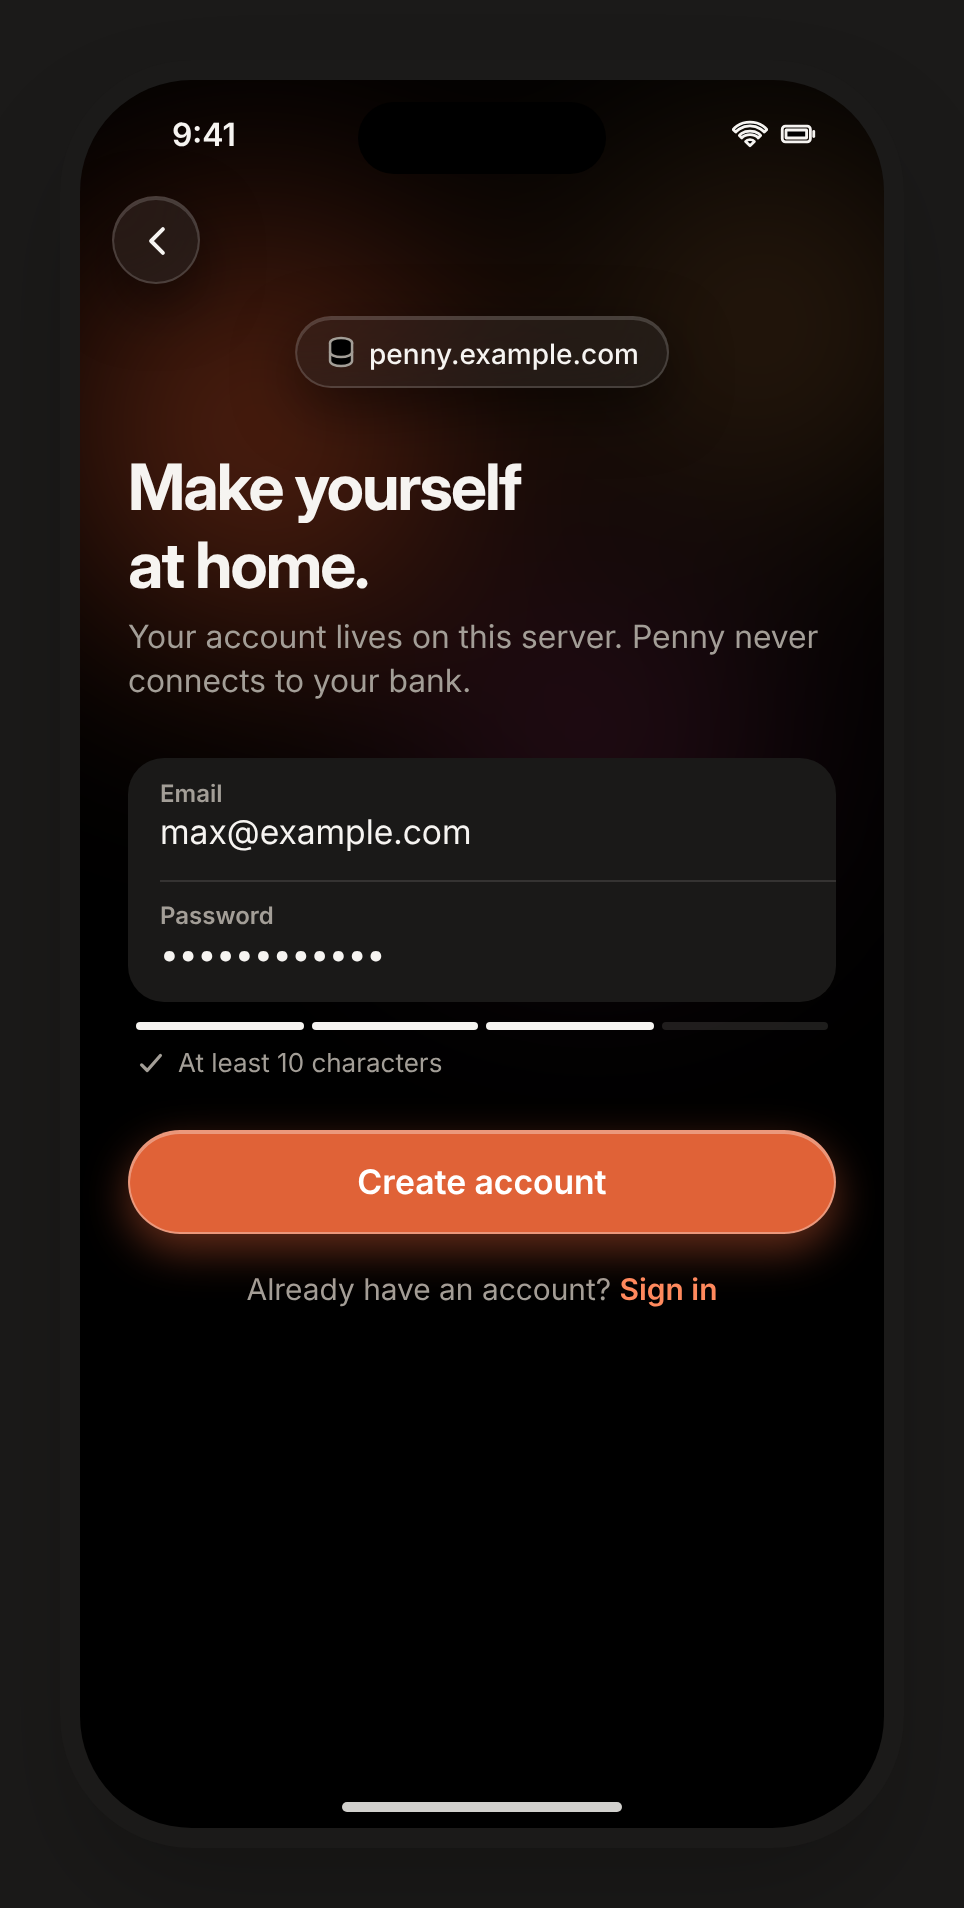 9:41
penny.example.com
Make yourself
at home.
Your account lives on this server. Penny never
connects to your bank.
Email
max@example.com
Password
••••••••••••
At least 10 characters
Create account
Already have an account? Sign in